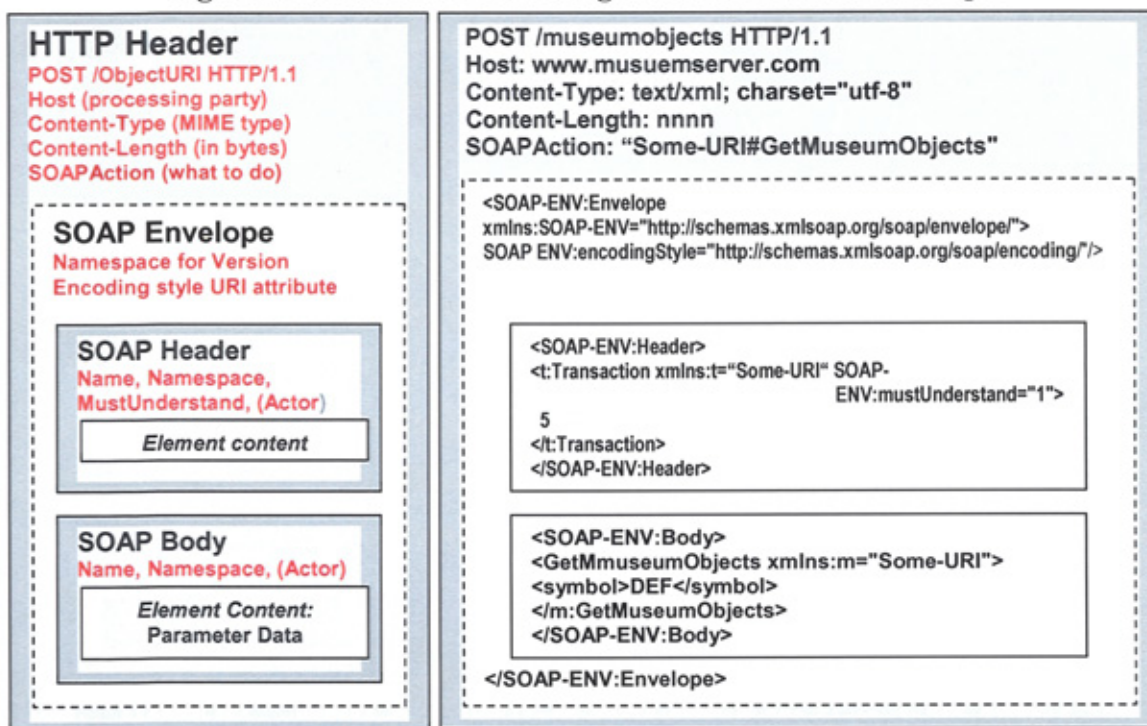 HTTP Header
POST /ObjectURI HTTP/1.1
Host (processing party)
Content-Type (MIME type)
Content-Length (in bytes)
SOAPAction (what to do)
SOAP Envelope
Namespace for Version
Encoding style URI attribute
SOAP Header
Name, Namespace,
MustUnderstand, (Actor)
Element content
SOAP Body
Name, Namespace, (Actor)
Element Content:
Parameter Data
POST /museumobjects HTTP/1.1
Host: www.musuemserver.com
Content-Type: text/xml; charset="utf-8"
Content-Length: nnnn
SOAPAction: “Some-URI#GetMuseumObjects"
<SOAP-ENV:Envelope
xmlns:SOAP-ENV="http://schemas.xmlsoap.org/soap/envelope/">
SOAP ENV:encodingStyle="http://schemas.xmlsoap.org/soap/encoding/"/>
<SOAP-ENV:Header>
<t:Transaction xmlns:t=“Some-URI“ SOAP-
ENV:mustUnderstand="1">
5
</t:Transaction>
</SOAP-ENV:Header>
<SOAP-ENV:Body>
<GetMmuseumObjects xmlns:m="Some-URI">
<symbol>DEF</symbol>
</m:GetMuseumObjects>
</SOAP-ENV:Body>
</SOAP-ENV:Envelope>